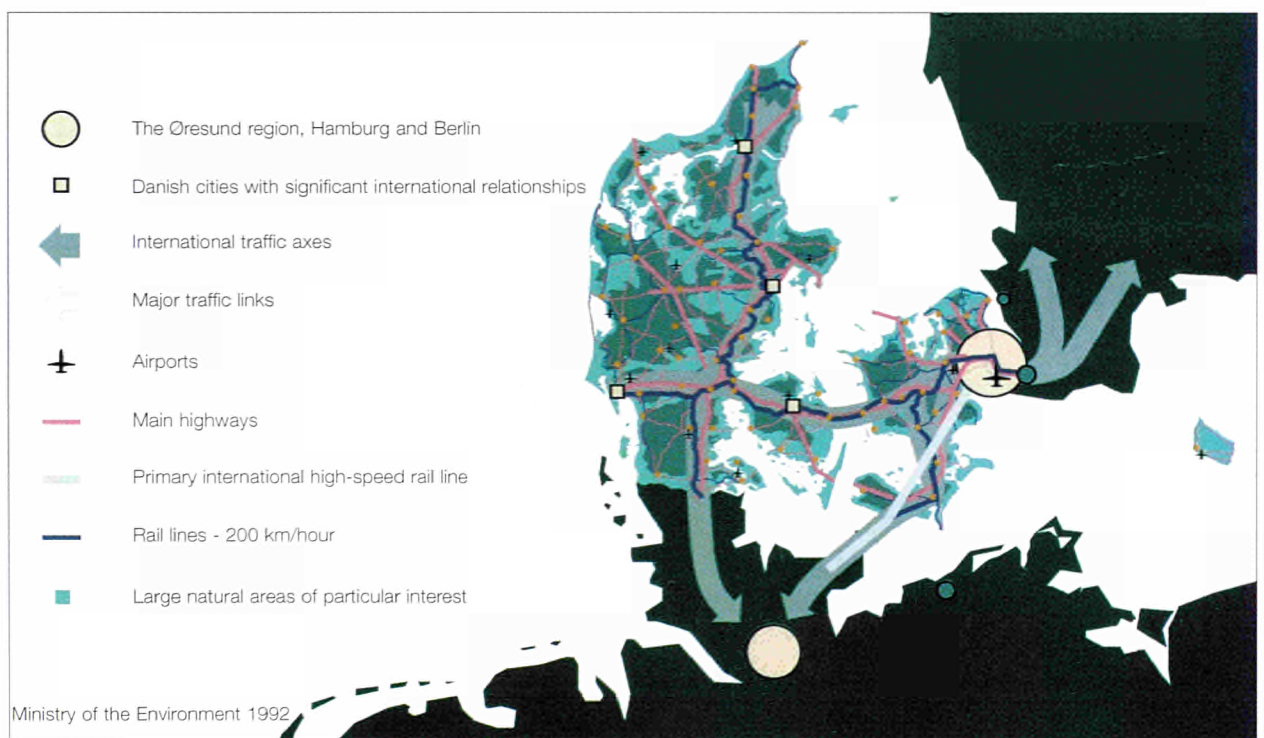 The Øresund region, Hamburg and Berlin
Danish cities with significant international relationships
International traffic axes
Major traffic links
Airports
Main highways
Primary international high-speed rail line
Rail lines - 200 km/hour
Large natural areas of particular interest
Ministry of the Environment 1992